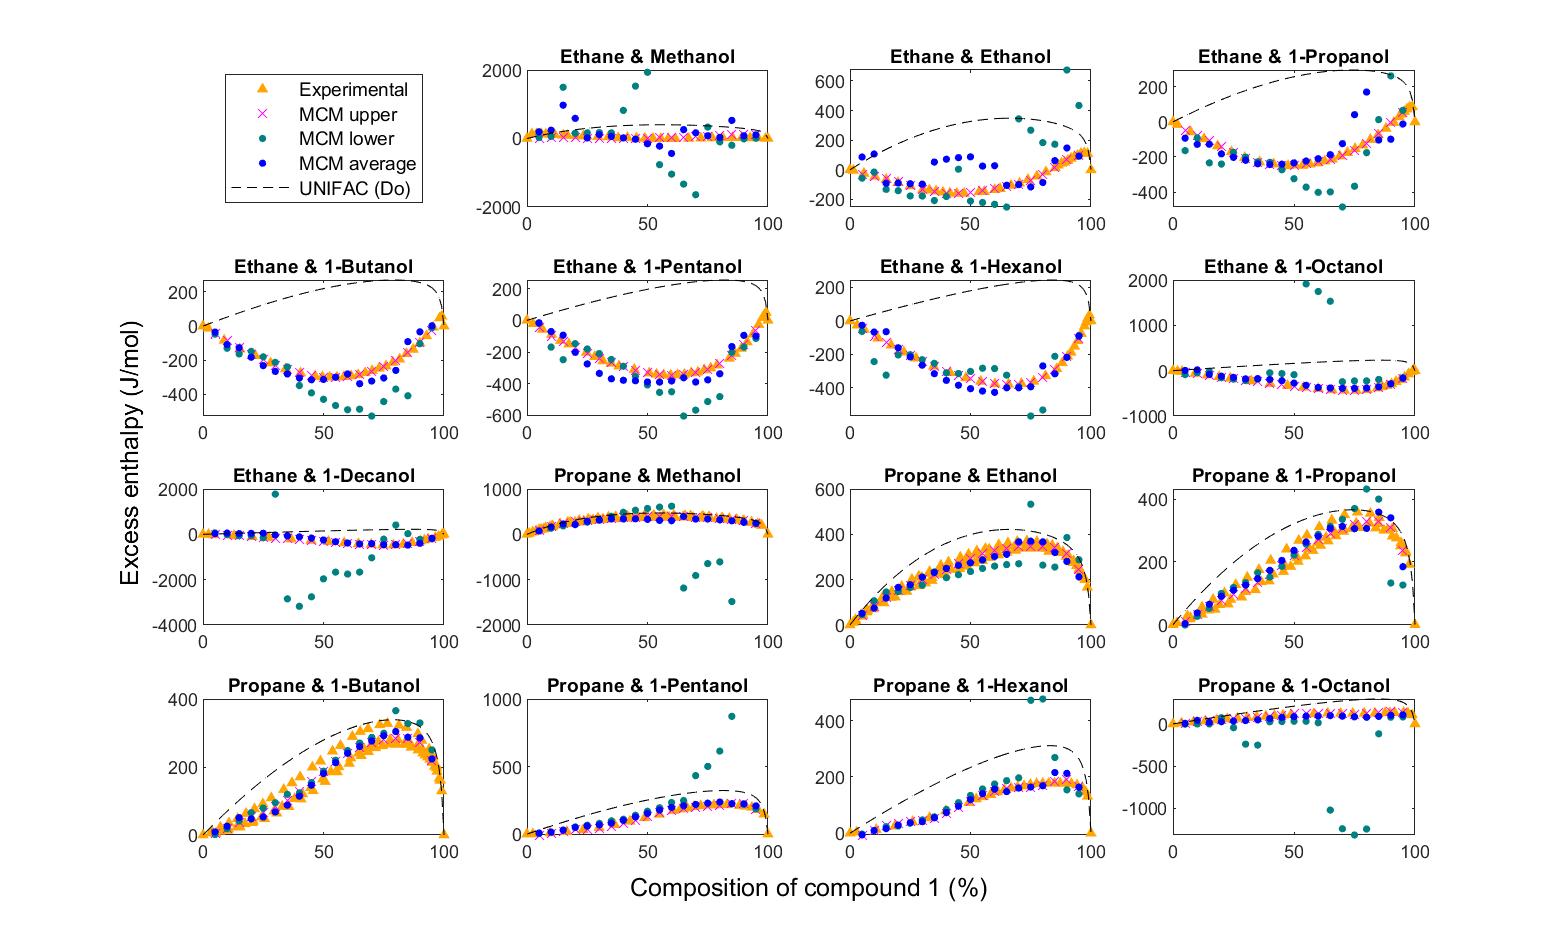 Experimental
MCM upper
MCM lower
MCM average
UNIFAC (Do)
Ethane & Methanol
2000
0
-2000
0 50 100
Ethane & Ethanol
600
400
200
0
-200
0 50 100
Ethane & 1-Propanol
200
0
-200
-400
0 50 100
Ethane & 1-Butanol
200
0
-200
-400
0 50 100
Ethane & 1-Pentanol
200
0
-200
-400
-600
0 50 100
Ethane & 1-Hexanol
200
0
-200
-400
0 50 100
Ethane & 1-Octanol
2000
1000
0
-1000
0 50 100
Ethane & 1-Decanol
2000
0
-2000
-4000
0 50 100
Propane & Methanol
1000
0
-1000
-2000
0 50 100
Propane & Ethanol
600
400
200
0
0 50 100
Propane & 1-Propanol
400
200
0
0 50 100
Propane & 1-Butanol
400
200
0
0 50 100
Propane & 1-Pentanol
1000
500
0
0 50 100
Propane & 1-Hexanol
400
200
0
0 50 100
Propane & 1-Octanol
0
-500
-1000
0 50 100
Excess enthalpy (J/mol)
Composition of compound 1 (%)